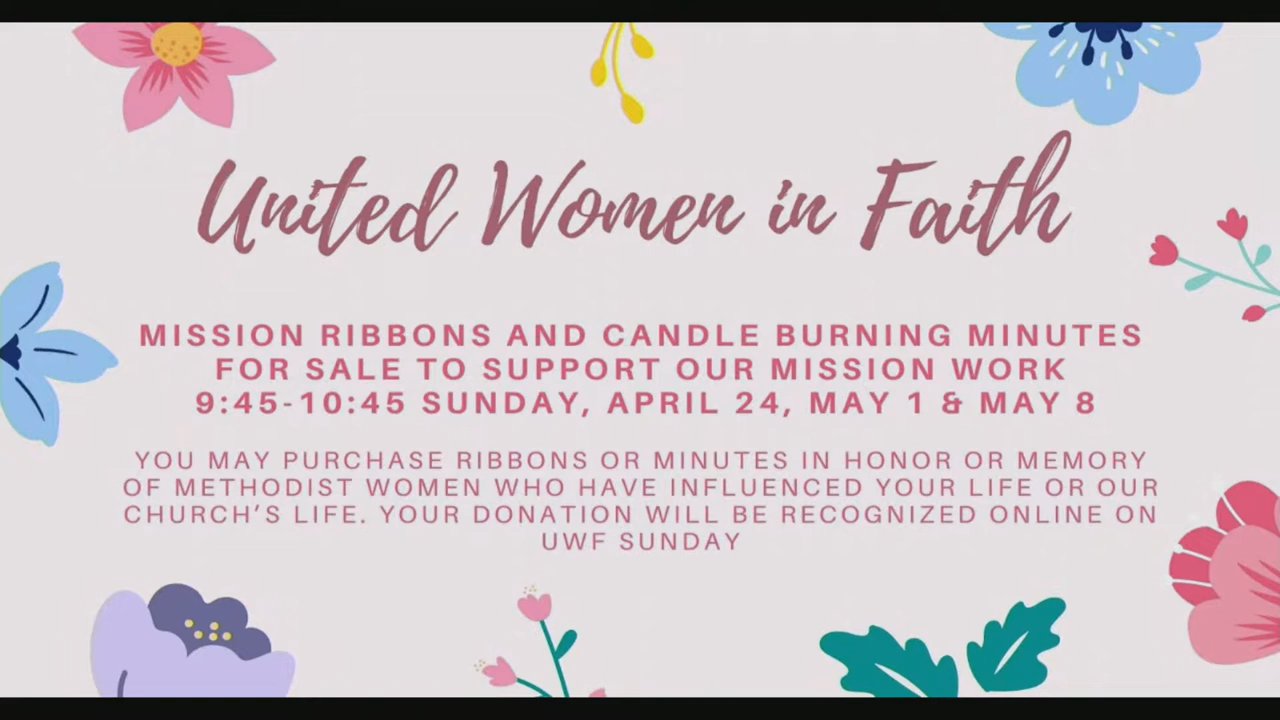 United Women in Faith
MISSION RIBBONS AND CANDLE BURNING MINUTES
FOR SALE TO SUPPORT OUR MISSION WORK
9:45-10:45 SUNDAY, APRIL 24, MAY 1 & MAY 8
YOU MAY PURCHASE RIBBONS OR MINUTES IN HONOR OR MEMORY
OF METHODIST WOMEN WHO HAVE INFLUENCED YOUR LIFE OR OUR
CHURCH'S LIFE. YOUR DONATION WILL BE RECOGNIZED ONLINE ON
UWF SUNDAY